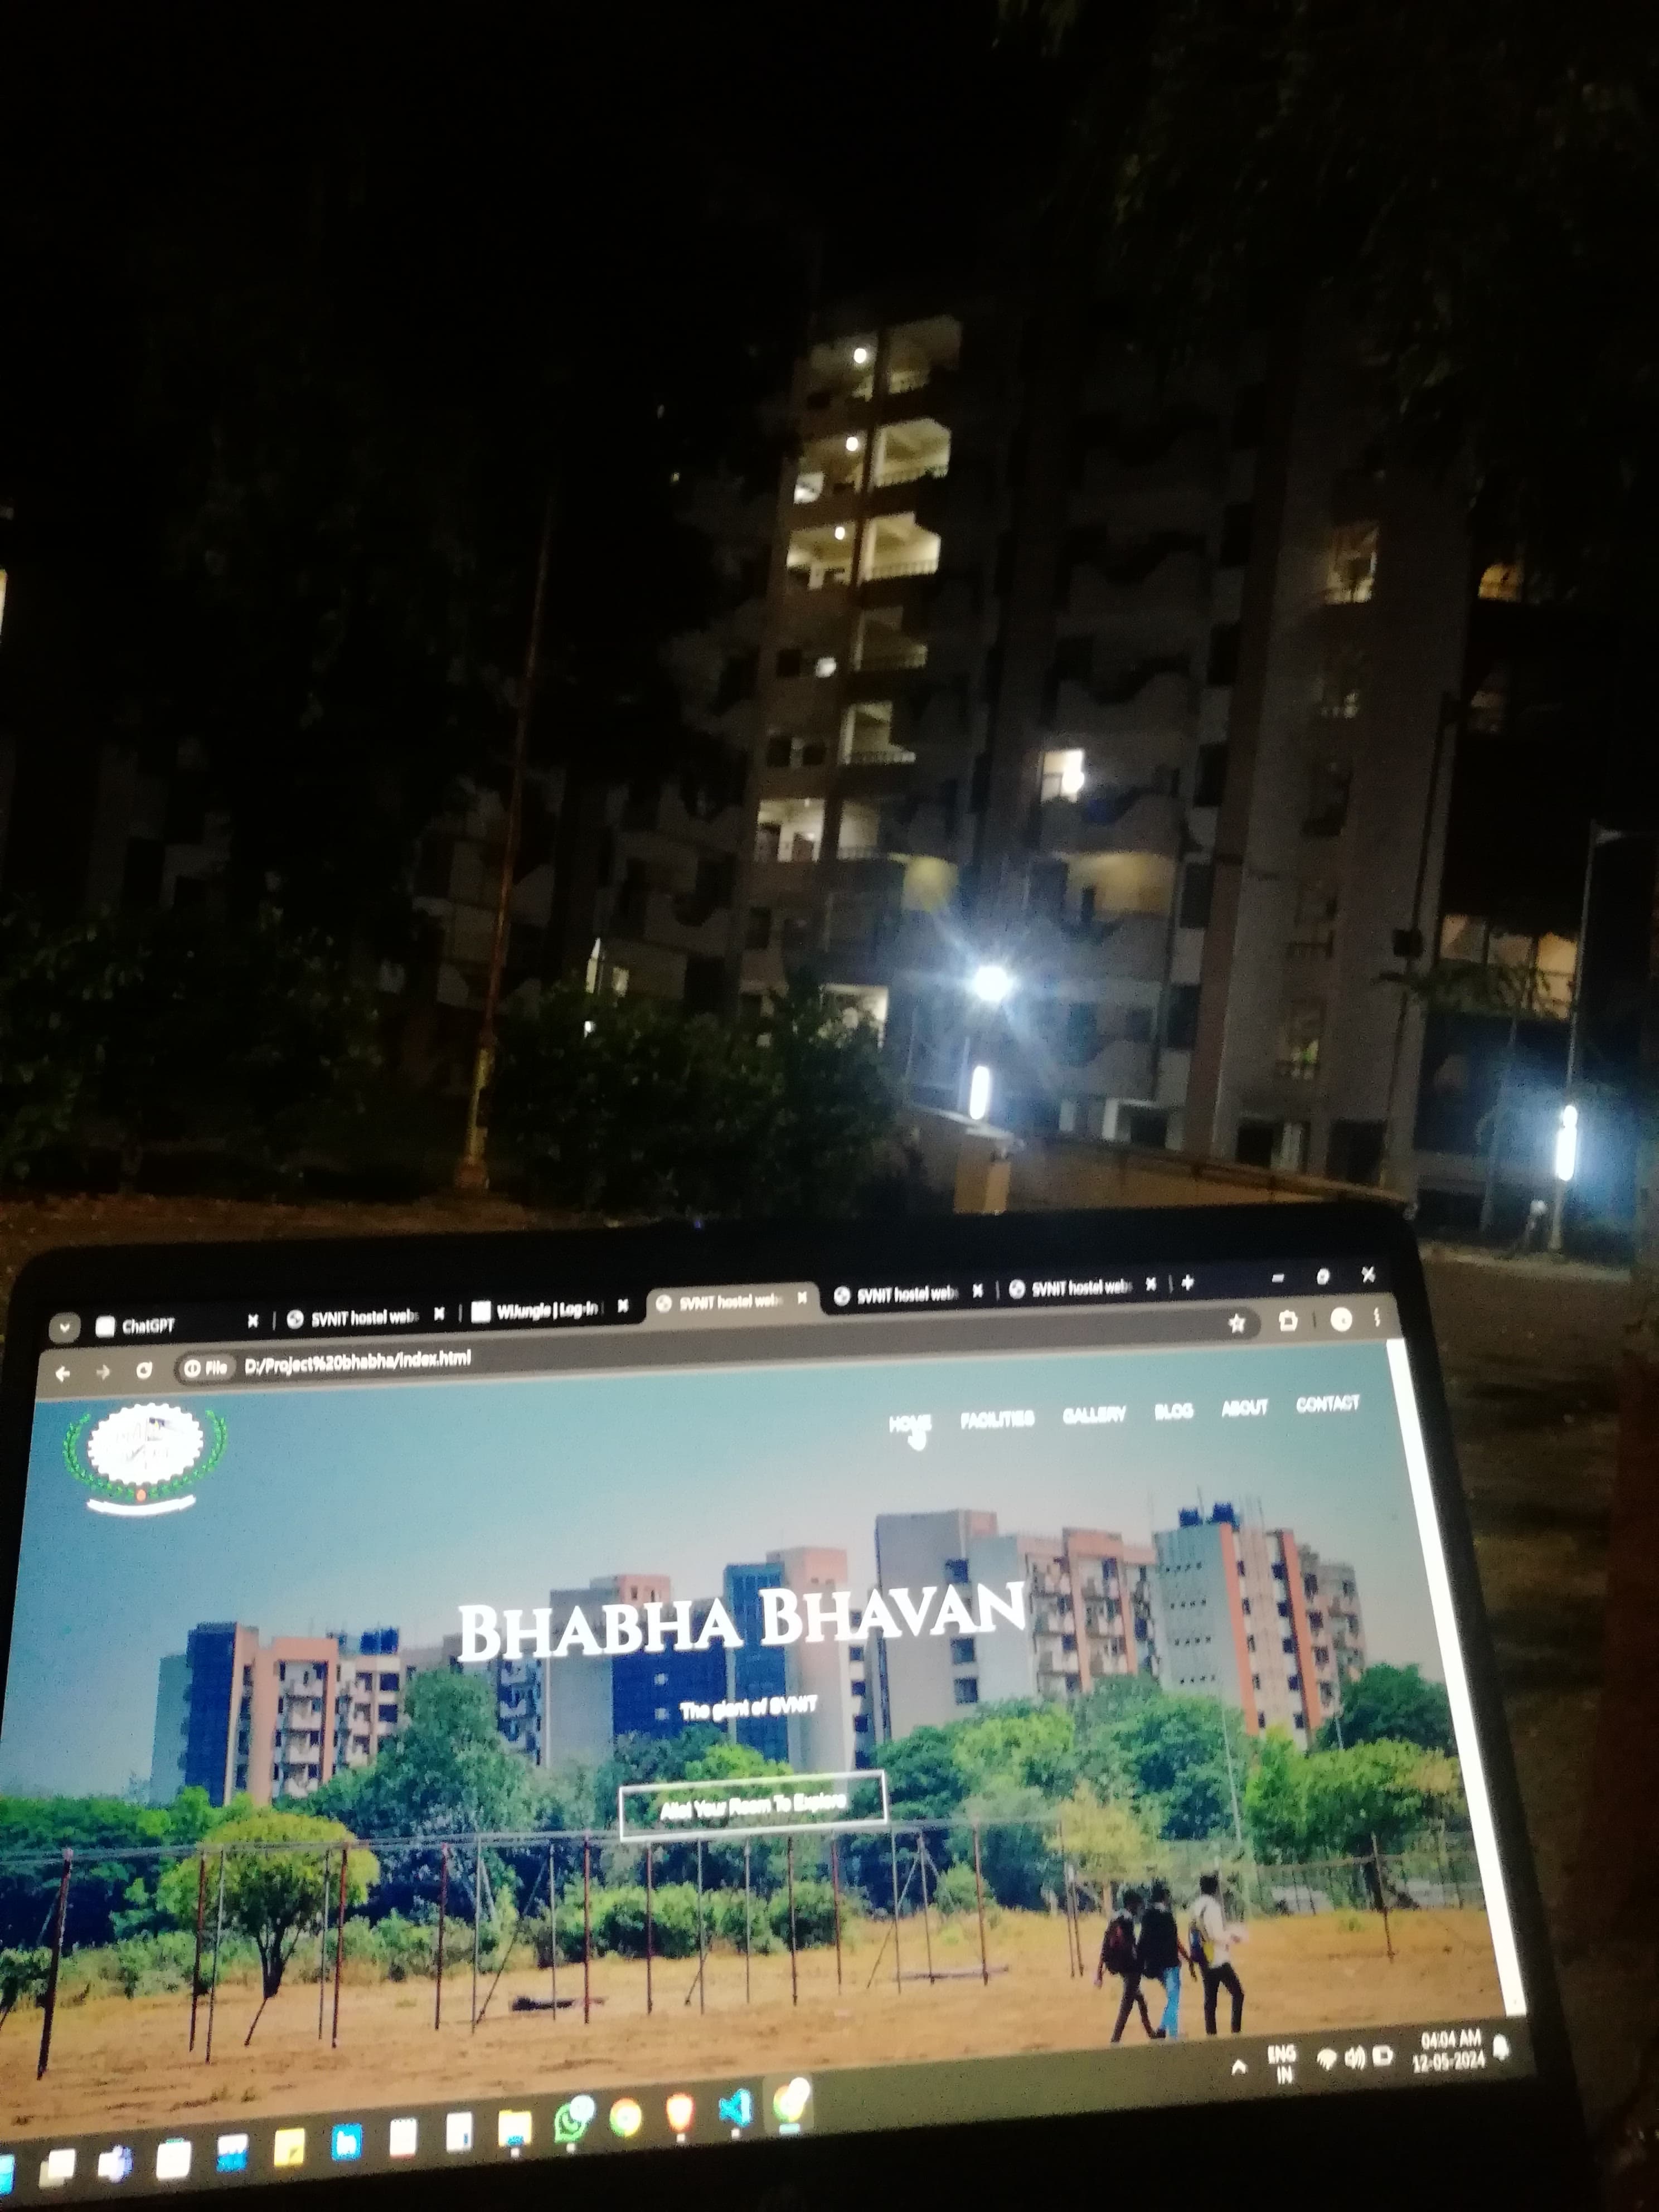 ChatGPT
SVNIT hostel webs
WiJungle | Log-In
SVNIT hostel webs
SVNIT hostel webs
SVNIT hostel webs
File D:/Project%20bhabha/index.html
HOME FACILITIES GALLERY BLOG ABOUT CONTACT
BHABHA BHAVAN
The giant of SVNIT
Your Room To Explore
ENG
IN
04:04 AM
12-05-2024